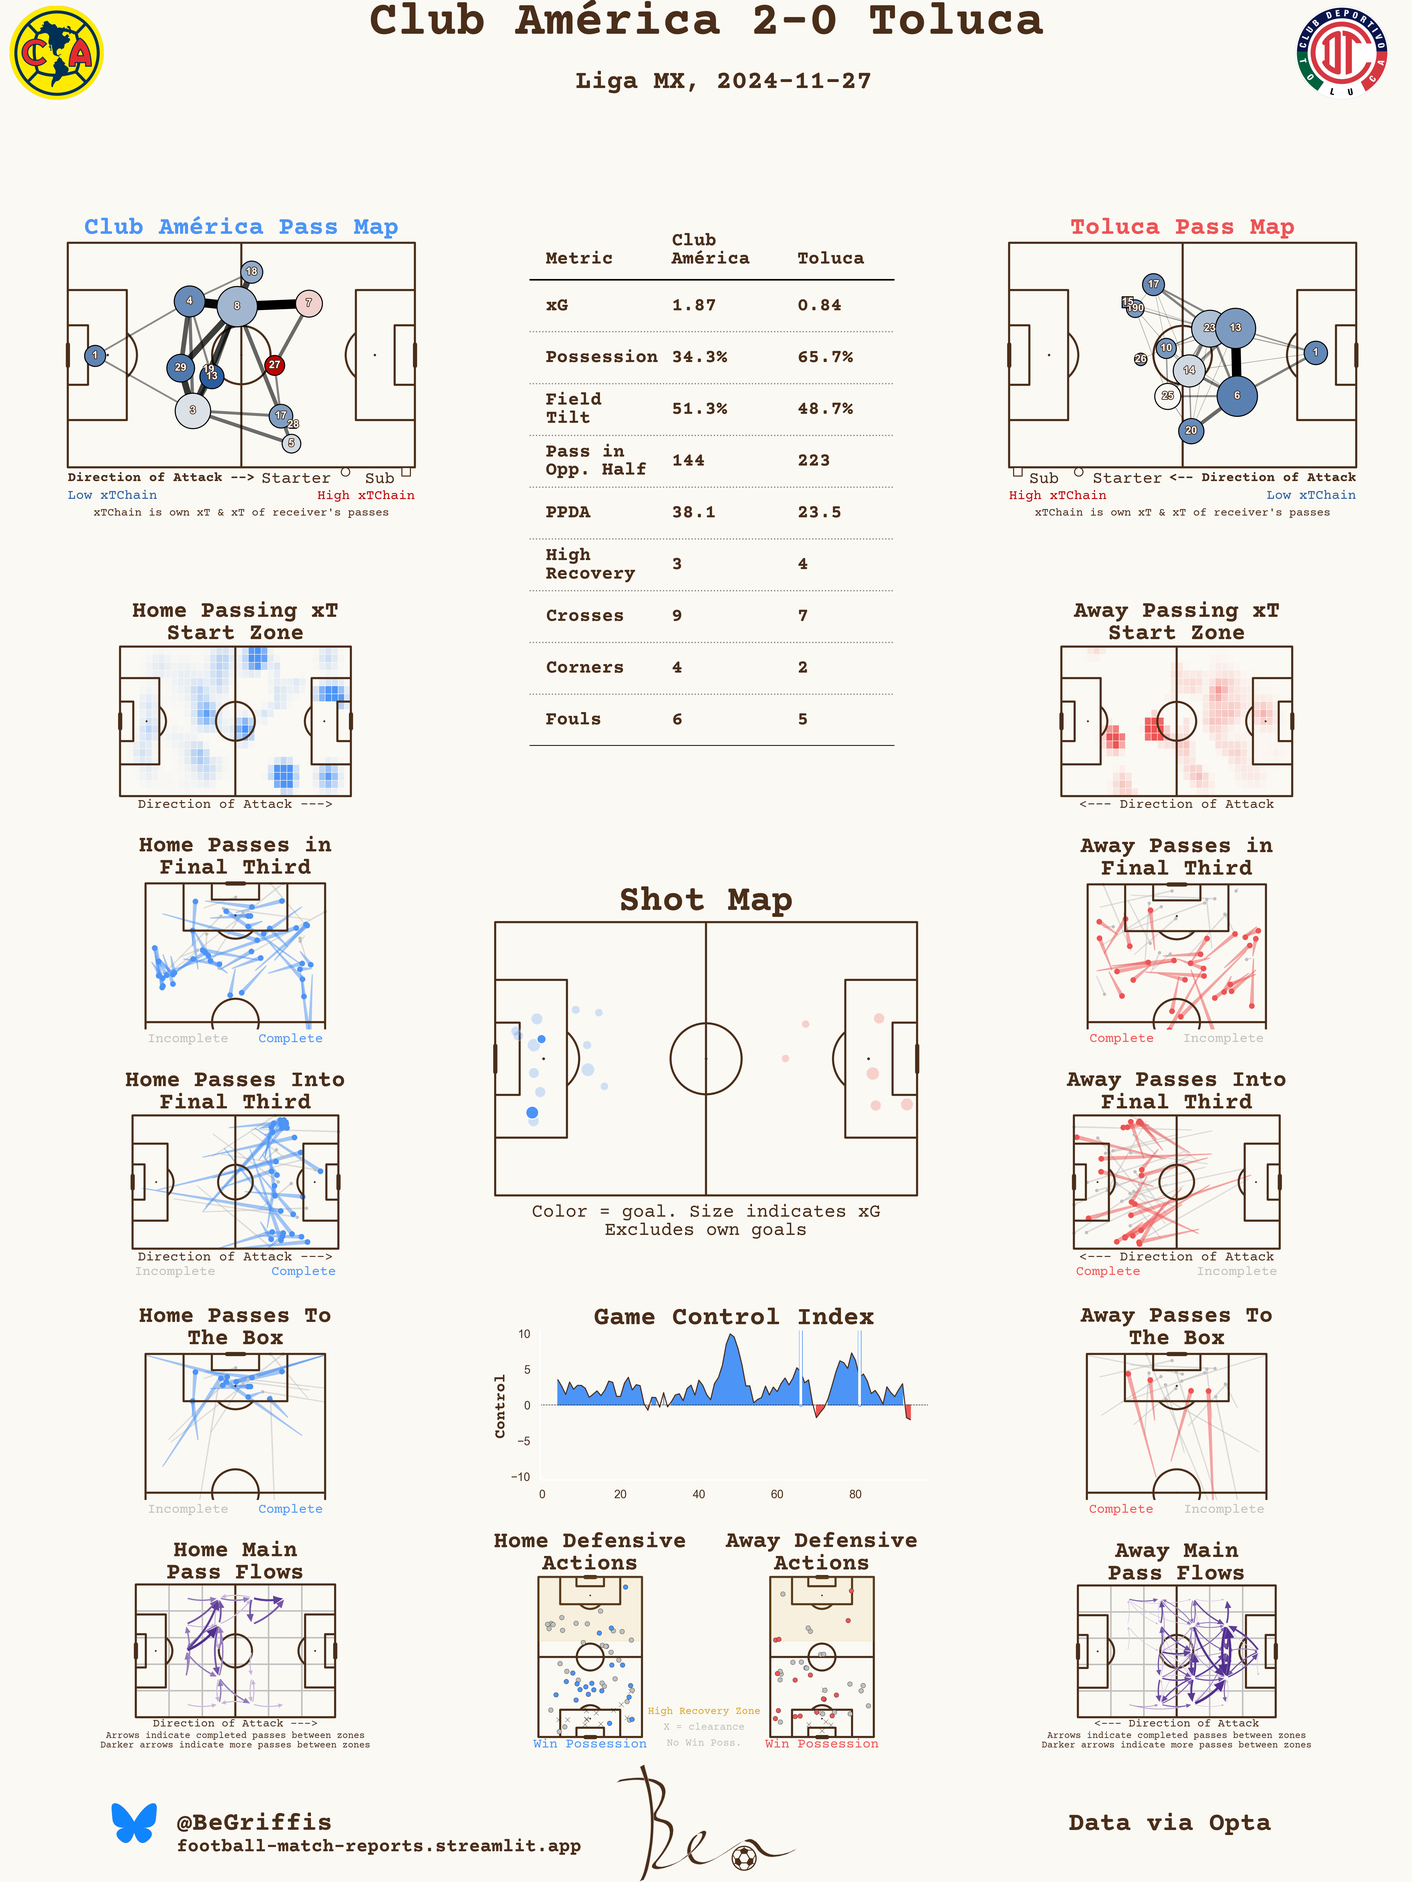 Club América 2-0 Toluca
Liga MX, 2024-11-27
CLUB DEPORTIVO
TOLUCA
CA
Club América Pass Map
18
4
8
7
1
29
19
13
27
3
17
28
5
Direction of Attack --> Starter Sub
Low xTChain High xTChain
xTChain is own xT & xT of receiver's passes
Metric Club América Toluca
xG 1.87 0.84
Possession 34.3% 65.7%
Field Tilt 51.3% 48.7%
Pass in Opp. Half 144 223
PPDA 38.1 23.5
High Recovery 3 4
Crosses 9 7
Corners 4 2
Fouls 6 5
Toluca Pass Map
17
15
190
23
13
10
26
14
1
25
6
20
Sub Starter <-- Direction of Attack
High xTChain Low xTChain
xTChain is own xT & xT of receiver's passes
Home Passing xT
Start Zone
Direction of Attack --->
Away Passing xT
Start Zone
<--- Direction of Attack
Home Passes in
Final Third
Incomplete Complete
Away Passes in
Final Third
Complete Incomplete
Shot Map
Color = goal. Size indicates xG
Excludes own goals
Home Passes Into
Final Third
Direction of Attack --->
Incomplete Complete
Away Passes Into
Final Third
<--- Direction of Attack
Complete Incomplete
Home Passes To
The Box
Incomplete Complete
Game Control Index
Control
10
5
0
−5
−10
0 20 40 60 80
Away Passes To
The Box
Complete Incomplete
Home Main
Pass Flows
Direction of Attack --->
Arrows indicate completed passes between zones
Darker arrows indicate more passes between zones
Home Defensive
Actions
Win Possession
High Recovery Zone
X = clearance
No Win Poss.
Away Defensive
Actions
Win Possession
Away Main
Pass Flows
<--- Direction of Attack
Arrows indicate completed passes between zones
Darker arrows indicate more passes between zones
@BeGriffis
football-match-reports.streamlit.app
Ben
Data via Opta